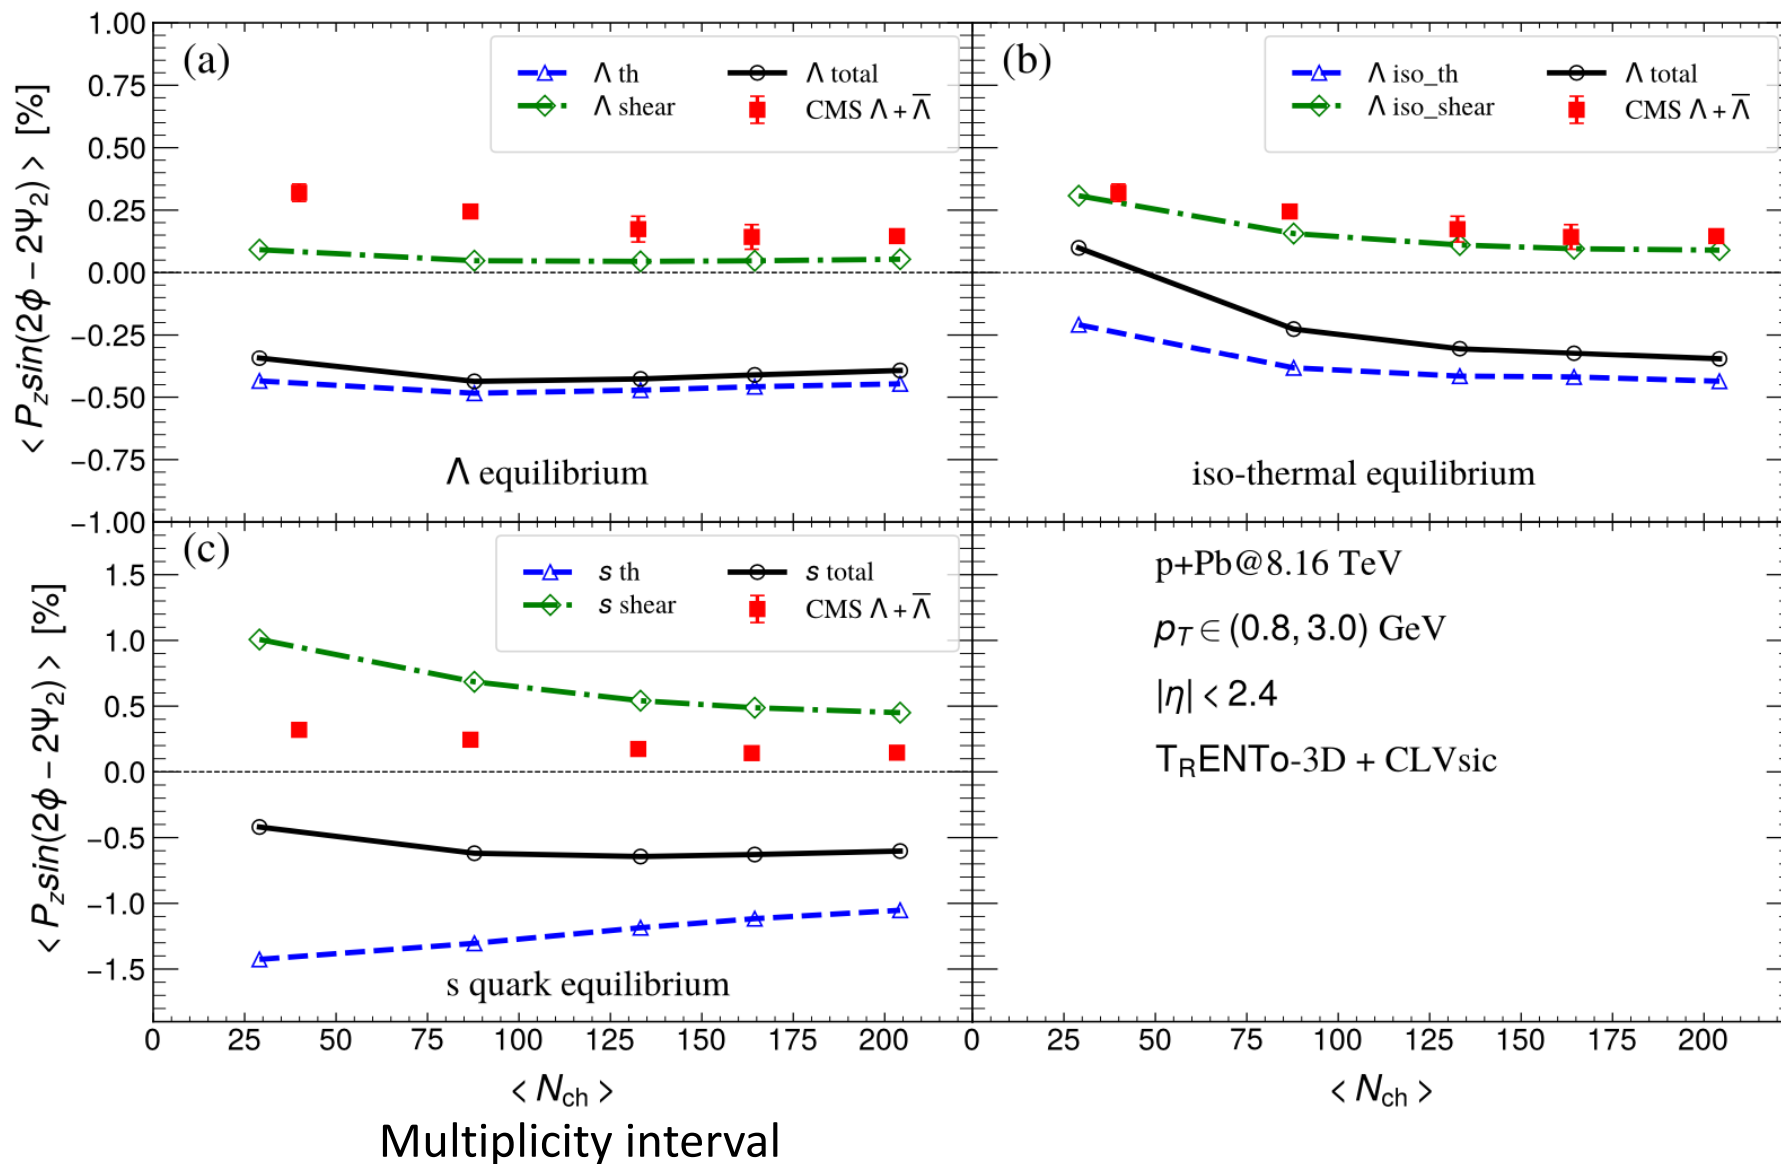 (a)
Λ th
Λ shear
Λ total
CMS Λ + Λ̅
Λ equilibrium
< P_z sin(2ϕ − 2Ψ_2) > [%]
1.00
0.75
0.50
0.25
0.00
−0.25
−0.50
−0.75
−1.00
(b)
Λ iso_th
Λ iso_shear
Λ total
CMS Λ + Λ̅
iso-thermal equilibrium
(c)
s th
s shear
s total
CMS Λ + Λ̅
s quark equilibrium
< P_z sin(2ϕ − 2Ψ_2) > [%]
1.5
1.0
0.5
0.0
−0.5
−1.0
−1.5
0 25 50 75 100 125 150 175 200
< N_ch >
p+Pb@8.16 TeV
p_T ∈ (0.8, 3.0) GeV
|η| < 2.4
T_RENTo-3D + CLVsic
0 25 50 75 100 125 150 175 200
< N_ch >
Multiplicity interval